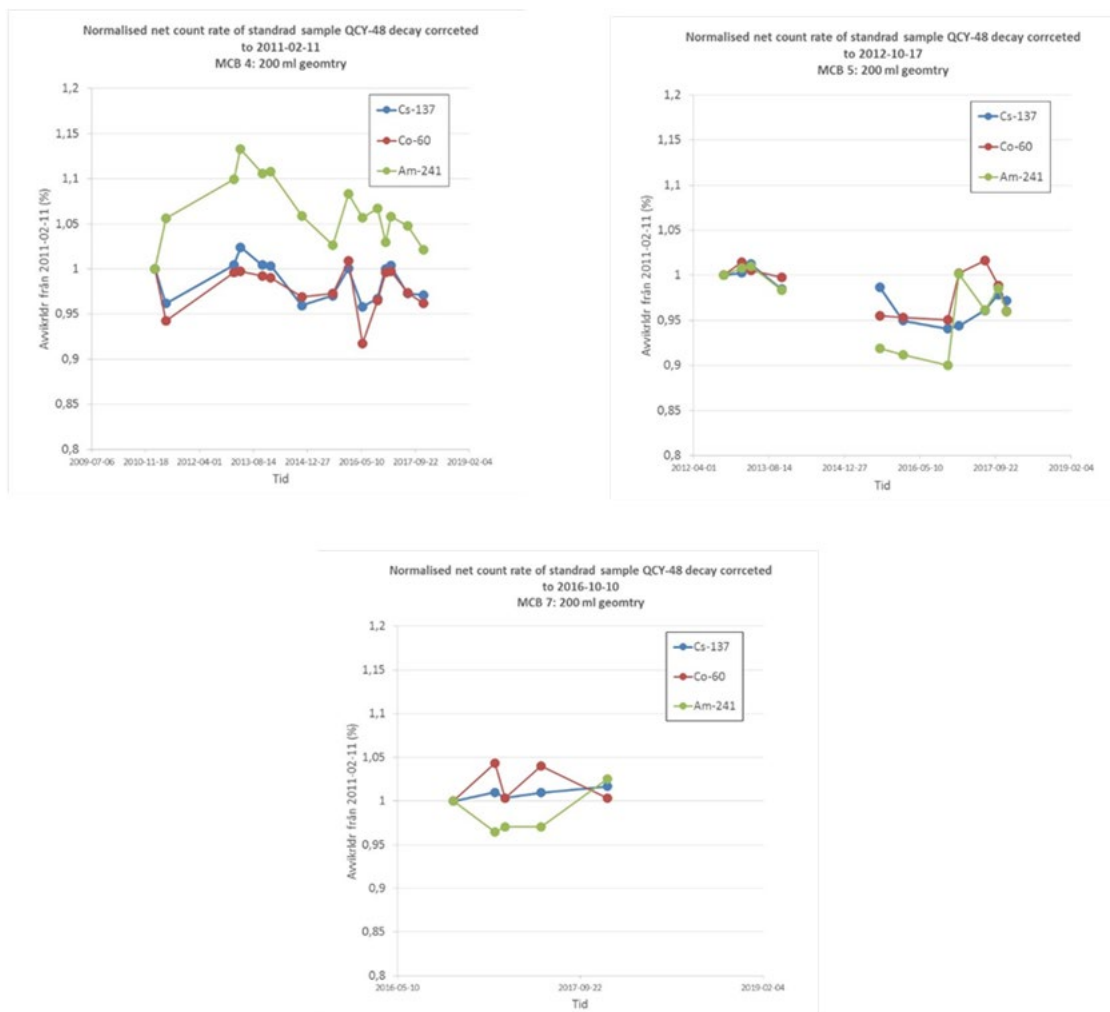 Normalised net count rate of standrad sample QCY-48 decay corrceted
to 2011-02-11
MCB 4: 200 ml geomtry
1,2
1,15
1,1
1,05
1
0,95
0,9
0,85
0,8
Avvikrldr från 2011-02-11 (%)
Cs-137
Co-60
Am-241
2009-07-06 2010-11-18 2012-04-01 2013-08-14 2014-12-27 2016-05-10 2017-09-22 2019-02-04
Tid
Normalised net count rate of standrad sample QCY-48 decay corrceted
to 2012-10-17
MCB 5: 200 ml geomtry
1,2
1,15
1,1
1,05
1
0,95
0,9
0,85
0,8
Avvikrldr från 2011-02-11 (%)
Cs-137
Co-60
Am-241
2012-04-01 2013-08-14 2014-12-27 2016-05-10 2017-09-22 2019-02-04
Tid
Normalised net count rate of standrad sample QCY-48 decay corrceted
to 2016-10-10
MCB 7: 200 ml geomtry
1,2
1,15
1,1
1,05
1
0,95
0,9
0,85
0,8
Avvikrldr från 2011-02-11 (%)
Cs-137
Co-60
Am-241
2016-05-10 2017-09-22 2019-02-04
Tid